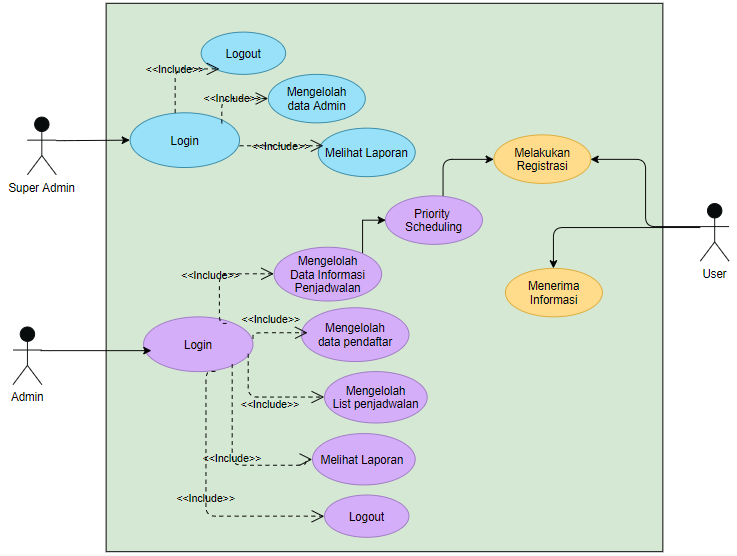 Logout
<<Include>>
Mengelolah
data Admin
<<Include>>
Login
<<Include>>
Melihat Laporan
Super Admin
Melakukan
Registrasi
Priority
Scheduling
User
Mengelolah
Data Informasi
Penjadwalan
<<Include>>
Menerima
Informasi
<<Include>>
Mengelolah
data pendaftar
Login
Admin
Mengelolah
List penjadwalan
<<Include>>
<<Include>>
Melihat Laporan
<<Include>>
Logout